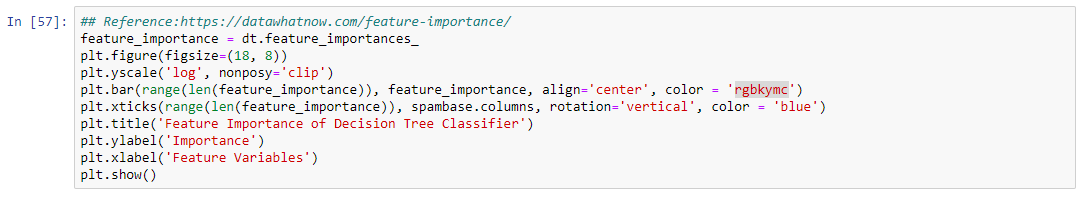 In [57]: ## Reference:https://datawhatnow.com/feature-importance/
feature_importance = dt.feature_importances_
plt.figure(figsize=(18, 8))
plt.yscale('log', nonposy='clip')
plt.bar(range(len(feature_importance)), feature_importance, align='center', color = 'rgbkymc')
plt.xticks(range(len(feature_importance)), spambase.columns, rotation='vertical', color = 'blue')
plt.title('Feature Importance of Decision Tree Classifier')
plt.ylabel('Importance')
plt.xlabel('Feature Variables')
plt.show()